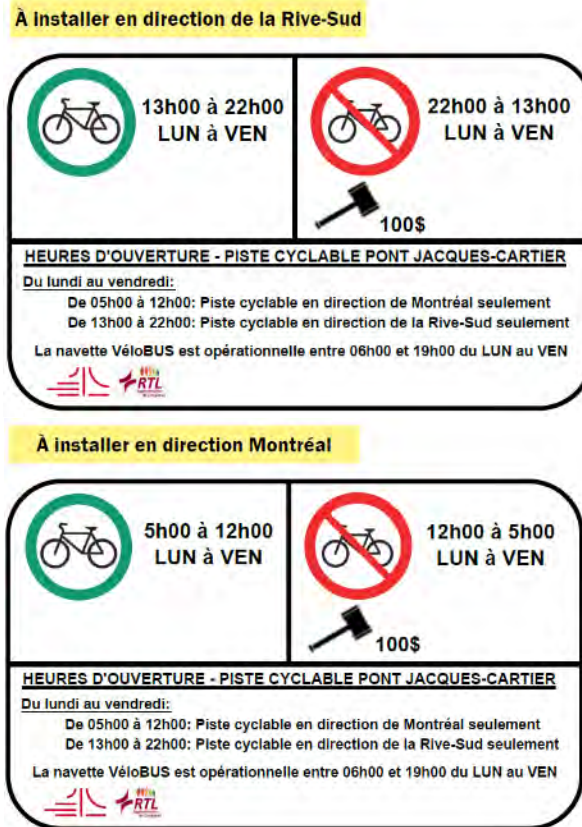 À installer en direction de la Rive-Sud
13h00 à 22h00
LUN à VEN
22h00 à 13h00
LUN à VEN
100$
HEURES D'OUVERTURE - PISTE CYCLABLE PONT JACQUES-CARTIER
Du lundi au vendredi:
De 05h00 à 12h00: Piste cyclable en direction de Montréal seulement
De 13h00 à 22h00: Piste cyclable en direction de la Rive-Sud seulement
La navette VéloBUS est opérationnelle entre 06h00 et 19h00 du LUN au VEN
RTL
À installer en direction Montréal
5h00 à 12h00
LUN à VEN
12h00 à 5h00
LUN à VEN
100$
HEURES D'OUVERTURE - PISTE CYCLABLE PONT JACQUES-CARTIER
Du lundi au vendredi:
De 05h00 à 12h00: Piste cyclable en direction de Montréal seulement
De 13h00 à 22h00: Piste cyclable en direction de la Rive-Sud seulement
La navette VéloBUS est opérationnelle entre 06h00 et 19h00 du LUN au VEN
RTL